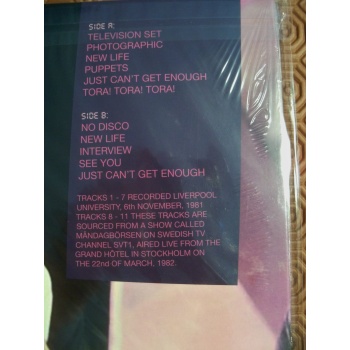 SIDE A:
TELEVISION SET
PHOTOGRAPHIC
NEW LIFE
PUPPETS
JUST CAN'T GET ENOUGH
TORA! TORA! TORA!
SIDE B:
NO DISCO
NEW LIFE
INTERVIEW
SEE YOU
JUST CAN'T GET ENOUGH
TRACKS 1 - 7 RECORDED LIVERPOOL
UNIVERSITY, 6th NOVEMBER, 1981
TRACKS 8 - 11 THESE TRACKS ARE
SOURCED FROM A SHOW CALLED
MÅNDAGBÖRSEN ON SWEDISH TV
CHANNEL SVT1, AIRED LIVE FROM THE
GRAND HÔTEL IN STOCKHOLM ON
THE 22nd OF MARCH, 1982.